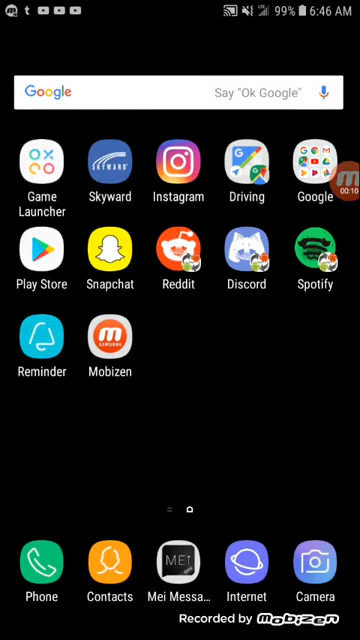 t 99% 6:46 AM
Google Say "Ok Google"
Game Launcher Skyward Instagram Driving Google
00:10
Play Store Snapchat Reddit Discord Spotify
Reminder Mobizen
Phone Contacts Mei Messa... Internet Camera
Recorded by Mobizen